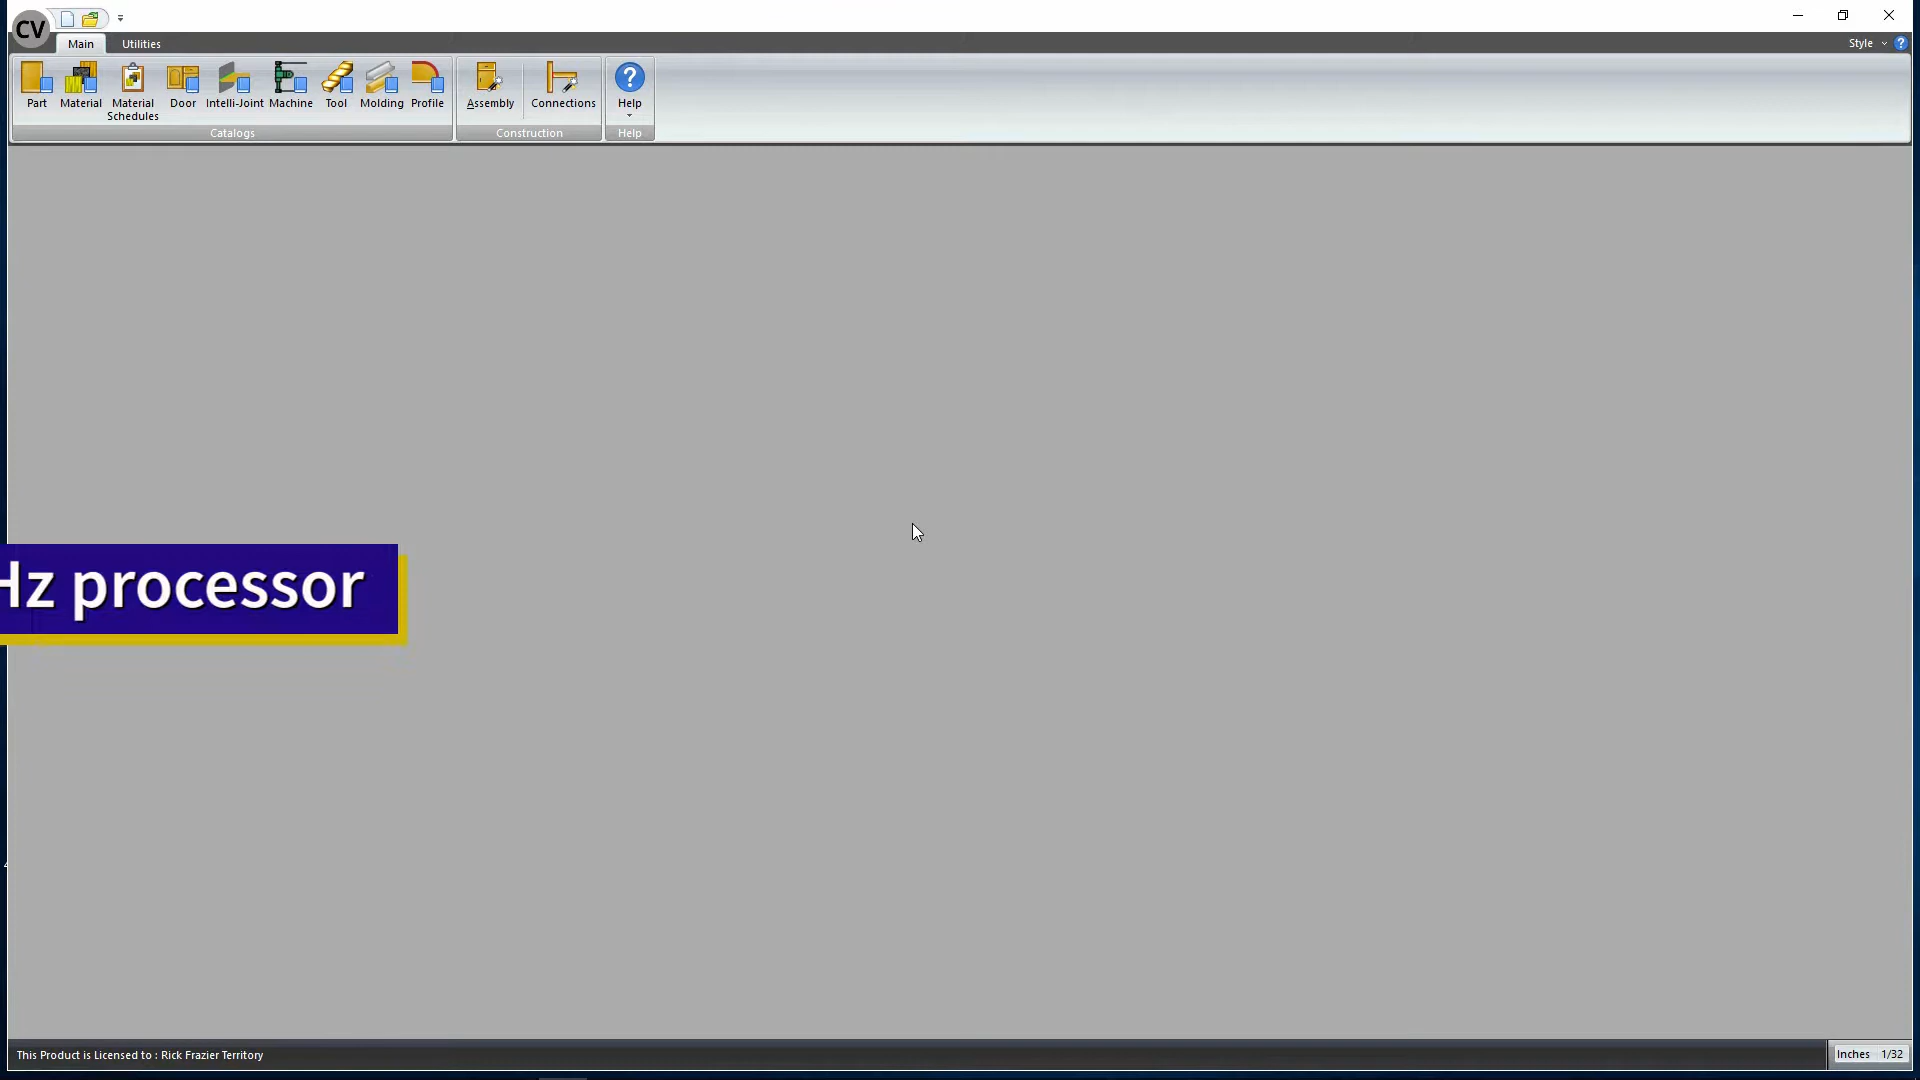 CV
Main Utilities Style
Part Material Material Schedules Door Intelli-Joint Machine Tool Molding Profile Assembly Connections Help
Catalogs Construction Help
Hz processor
This Product is Licensed to : Rick Frazier Territory Inches 1/32